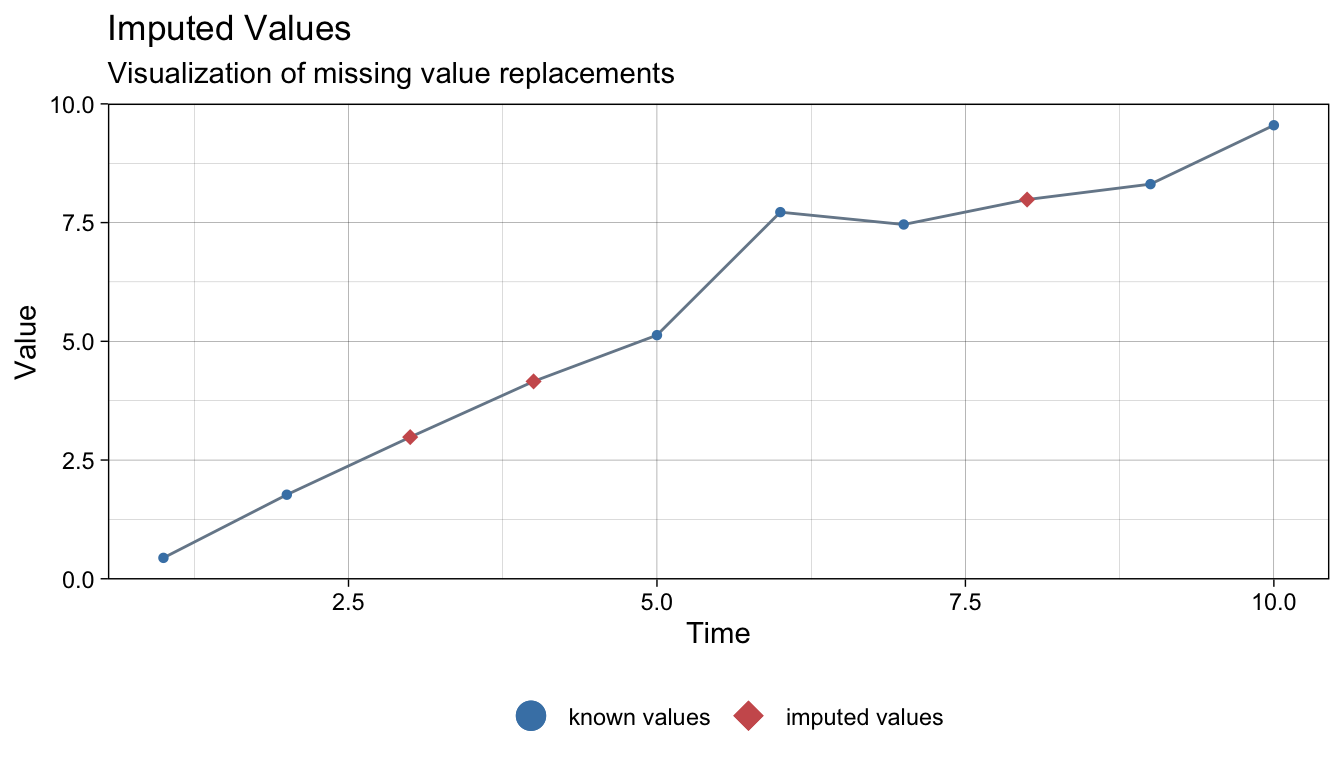 Imputed Values
Visualization of missing value replacements
10.0
7.5
5.0
2.5
0.0
Value
2.5 5.0 7.5 10.0
Time
known values imputed values